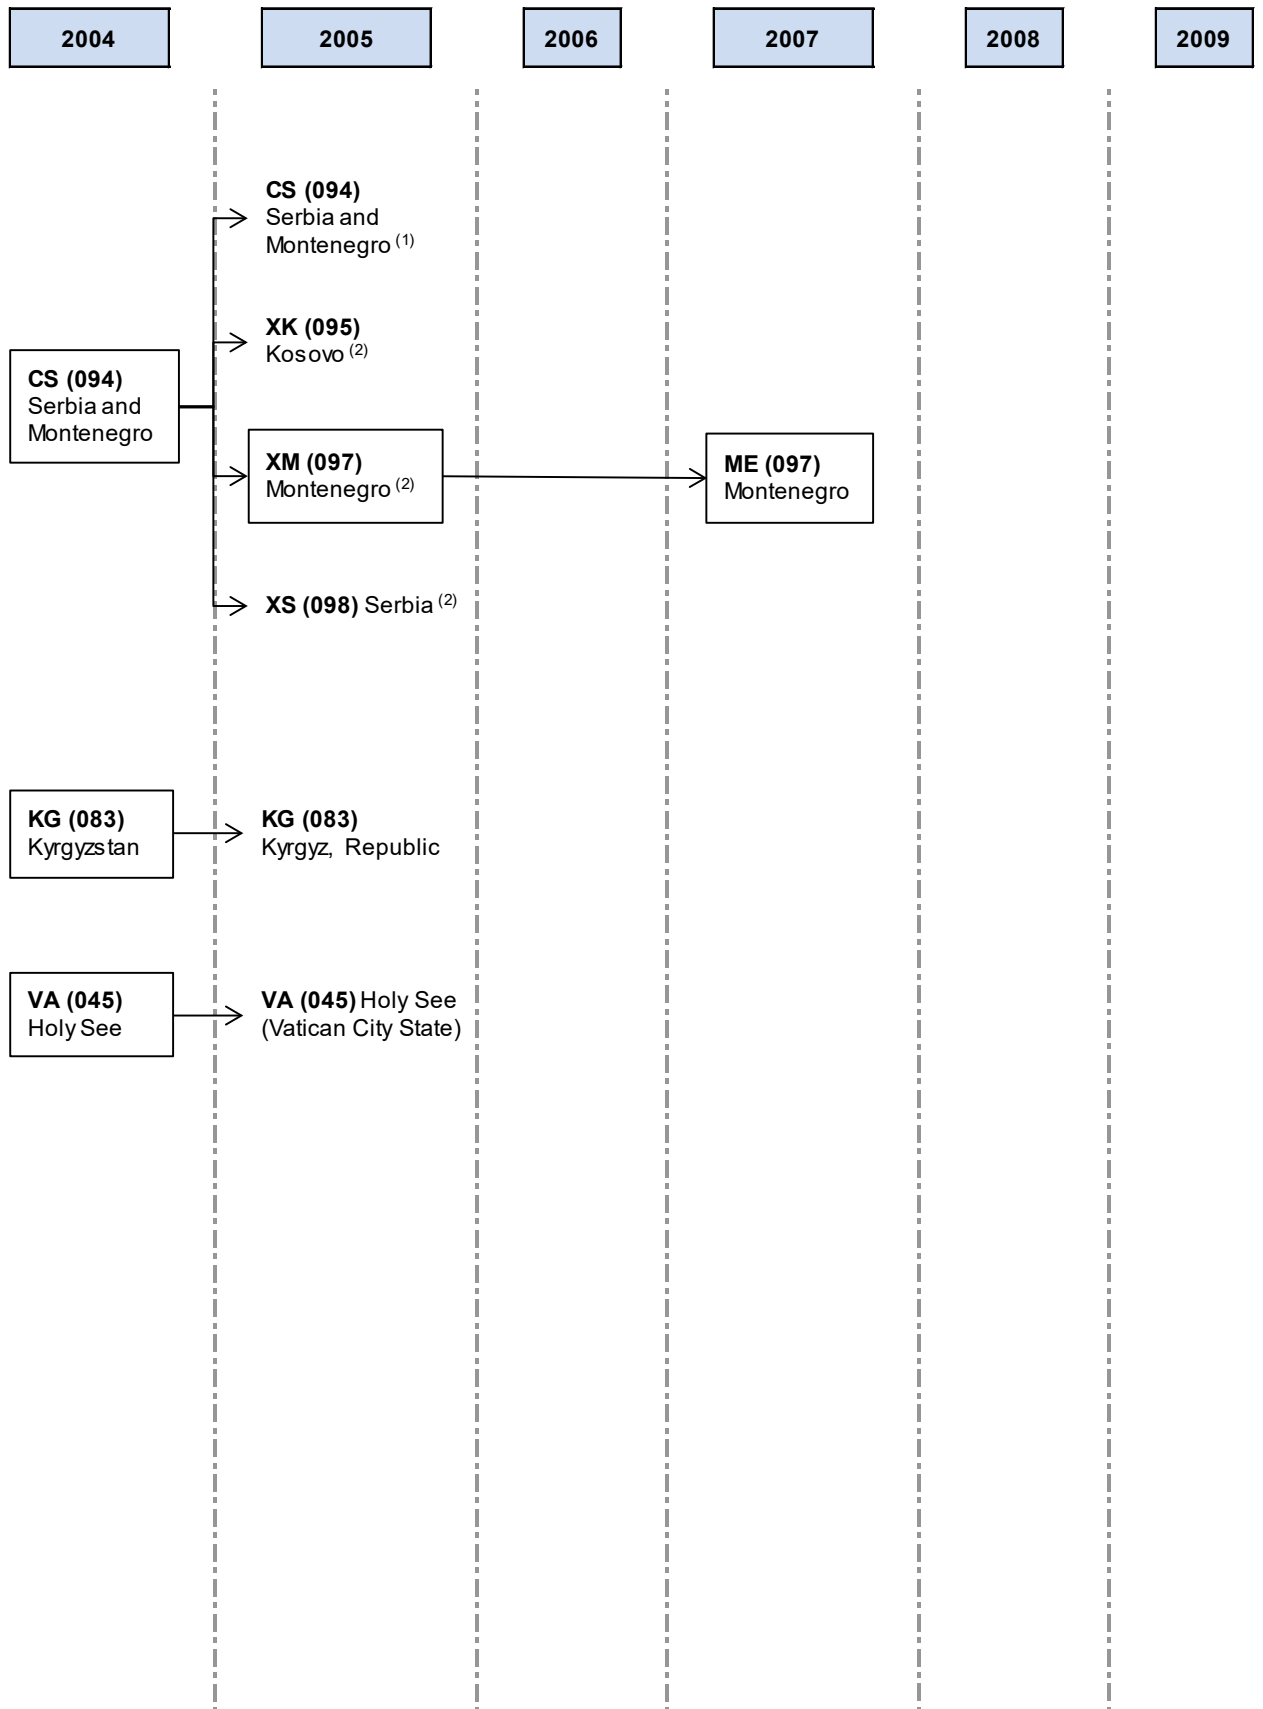 2004 2005 2006 2007 2008 2009
CS (094)
Serbia and
Montenegro (1)
XK (095)
Kosovo (2)
CS (094)
Serbia and
Montenegro
XM (097)
Montenegro (2)
ME (097)
Montenegro
XS (098) Serbia (2)
KG (083)
Kyrgyzstan
KG (083)
Kyrgyz, Republic
VA (045)
Holy See
VA (045) Holy See
(Vatican City State)